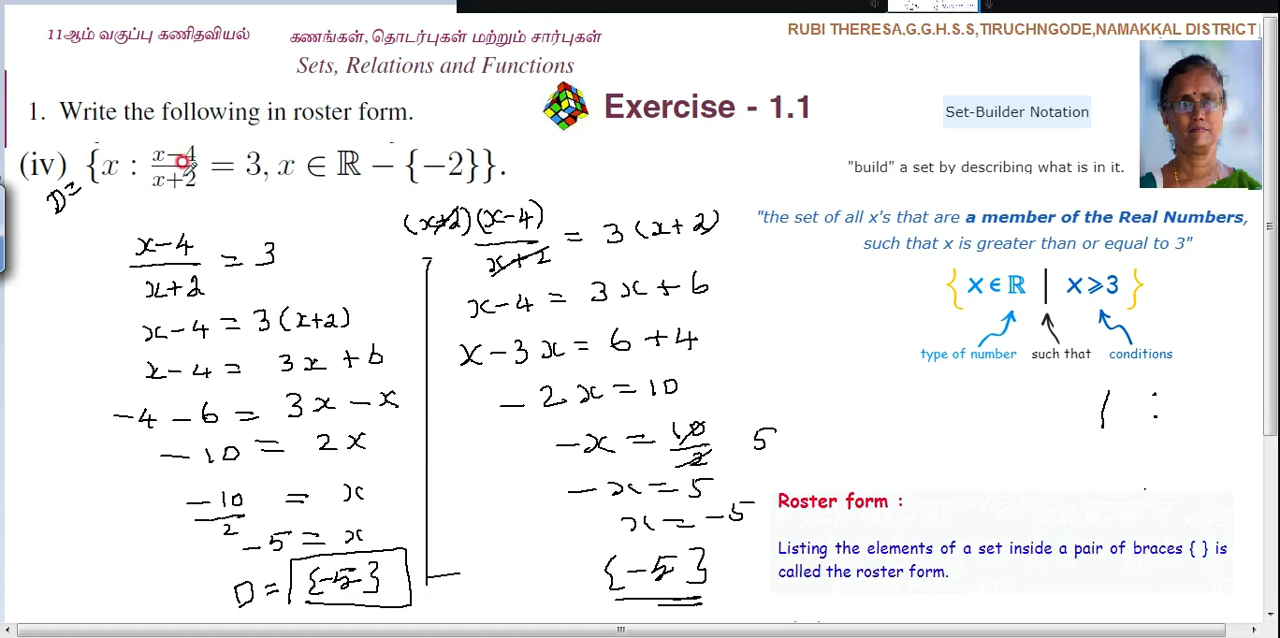 11ஆம் வகுப்பு கணிதவியல்
கணங்கள்,தொடர்புகள் மற்றும் சார்புகள்
RUBI THERESA,G.G.H.S.S,TIRUCHNGODE,NAMAKKAL DISTRICT
Sets, Relations and Functions
1. Write the following in roster form.
Exercise - 1.1
Set-Builder Notation
(iv) {x : x-4/x+2 = 3, x ∈ ℝ − {−2}}.
"build" a set by describing what is in it.
D=
x-4/x+2 = 3
x-4 = 3(x+2)
x-4 = 3x+6
-4-6 = 3x-x
-10 = 2x
-10/2 = x
-5 = x
D = {-5}
(x+2)(x-4)/x+2 = 3(x+2)
x-4 = 3x+6
x-3x = 6+4
-2x = 10
-x = 10/2 5
-x = 5
x = -5
{-5}
"the set of all x's that are a member of the Real Numbers,
such that x is greater than or equal to 3"
{ x ∈ ℝ | x ⩾ 3 }
type of number such that conditions
| :
Roster form :
Listing the elements of a set inside a pair of braces { } is
called the roster form.